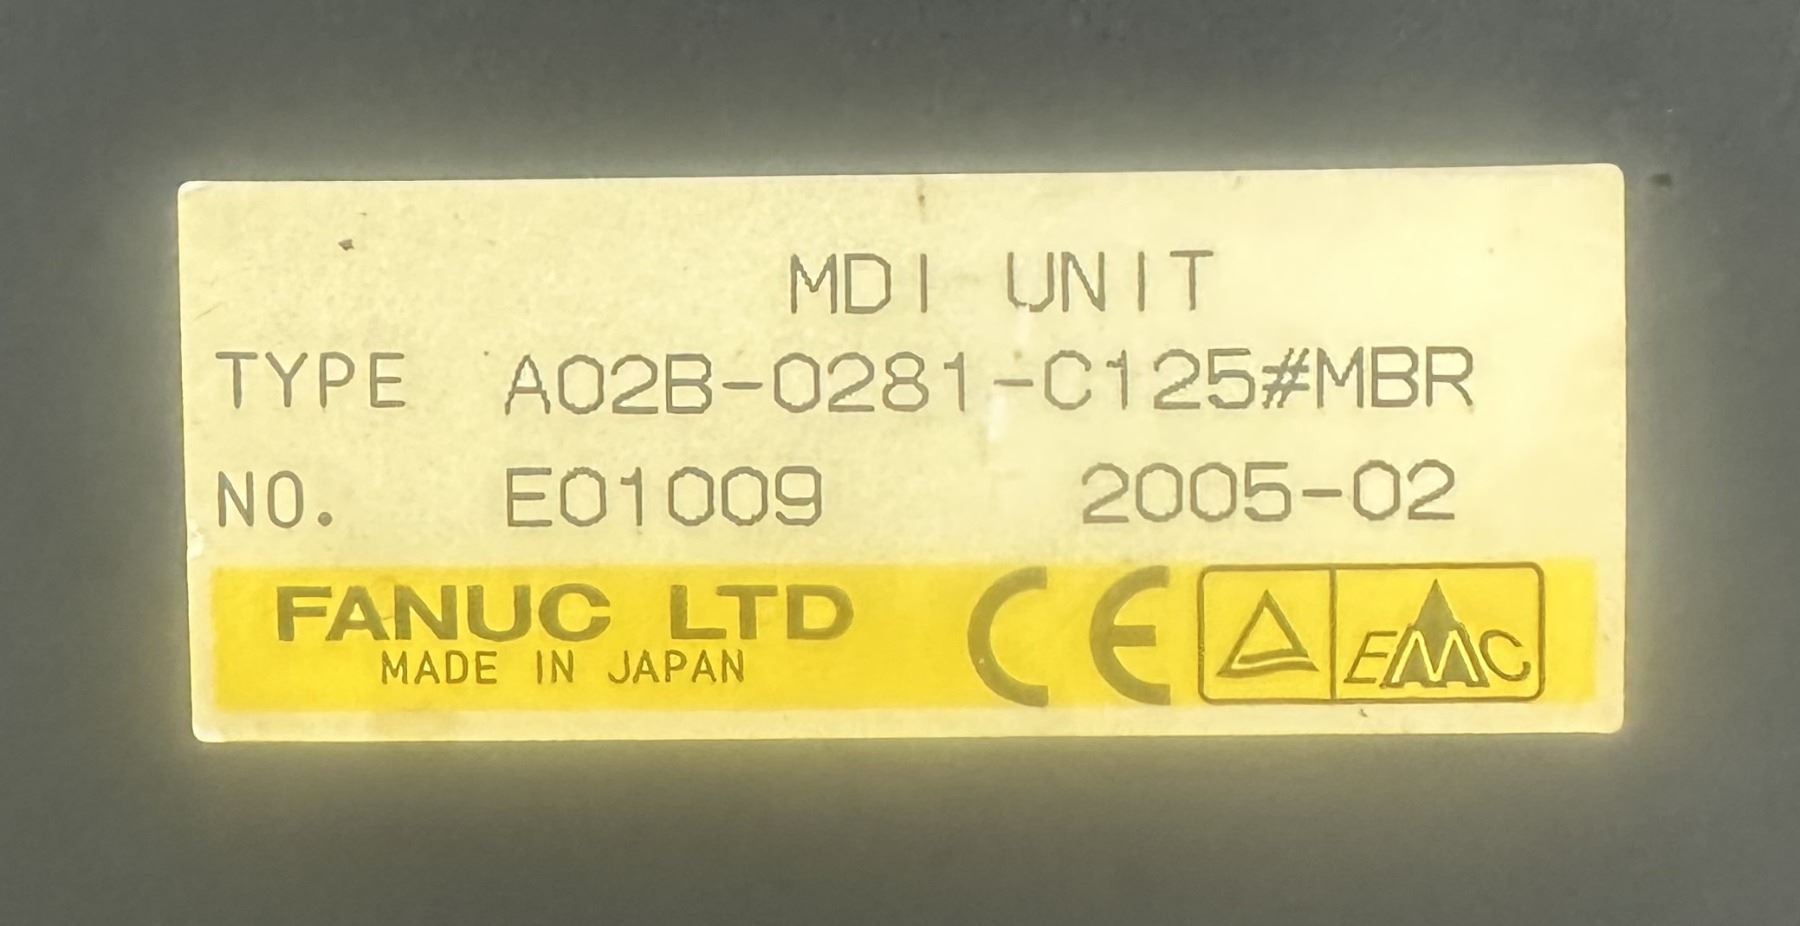 MDI UNIT
TYPE A02B-0281-C125#MBR
NO. E01009 2005-02
FANUC LTD
MADE IN JAPAN
CE
EMC